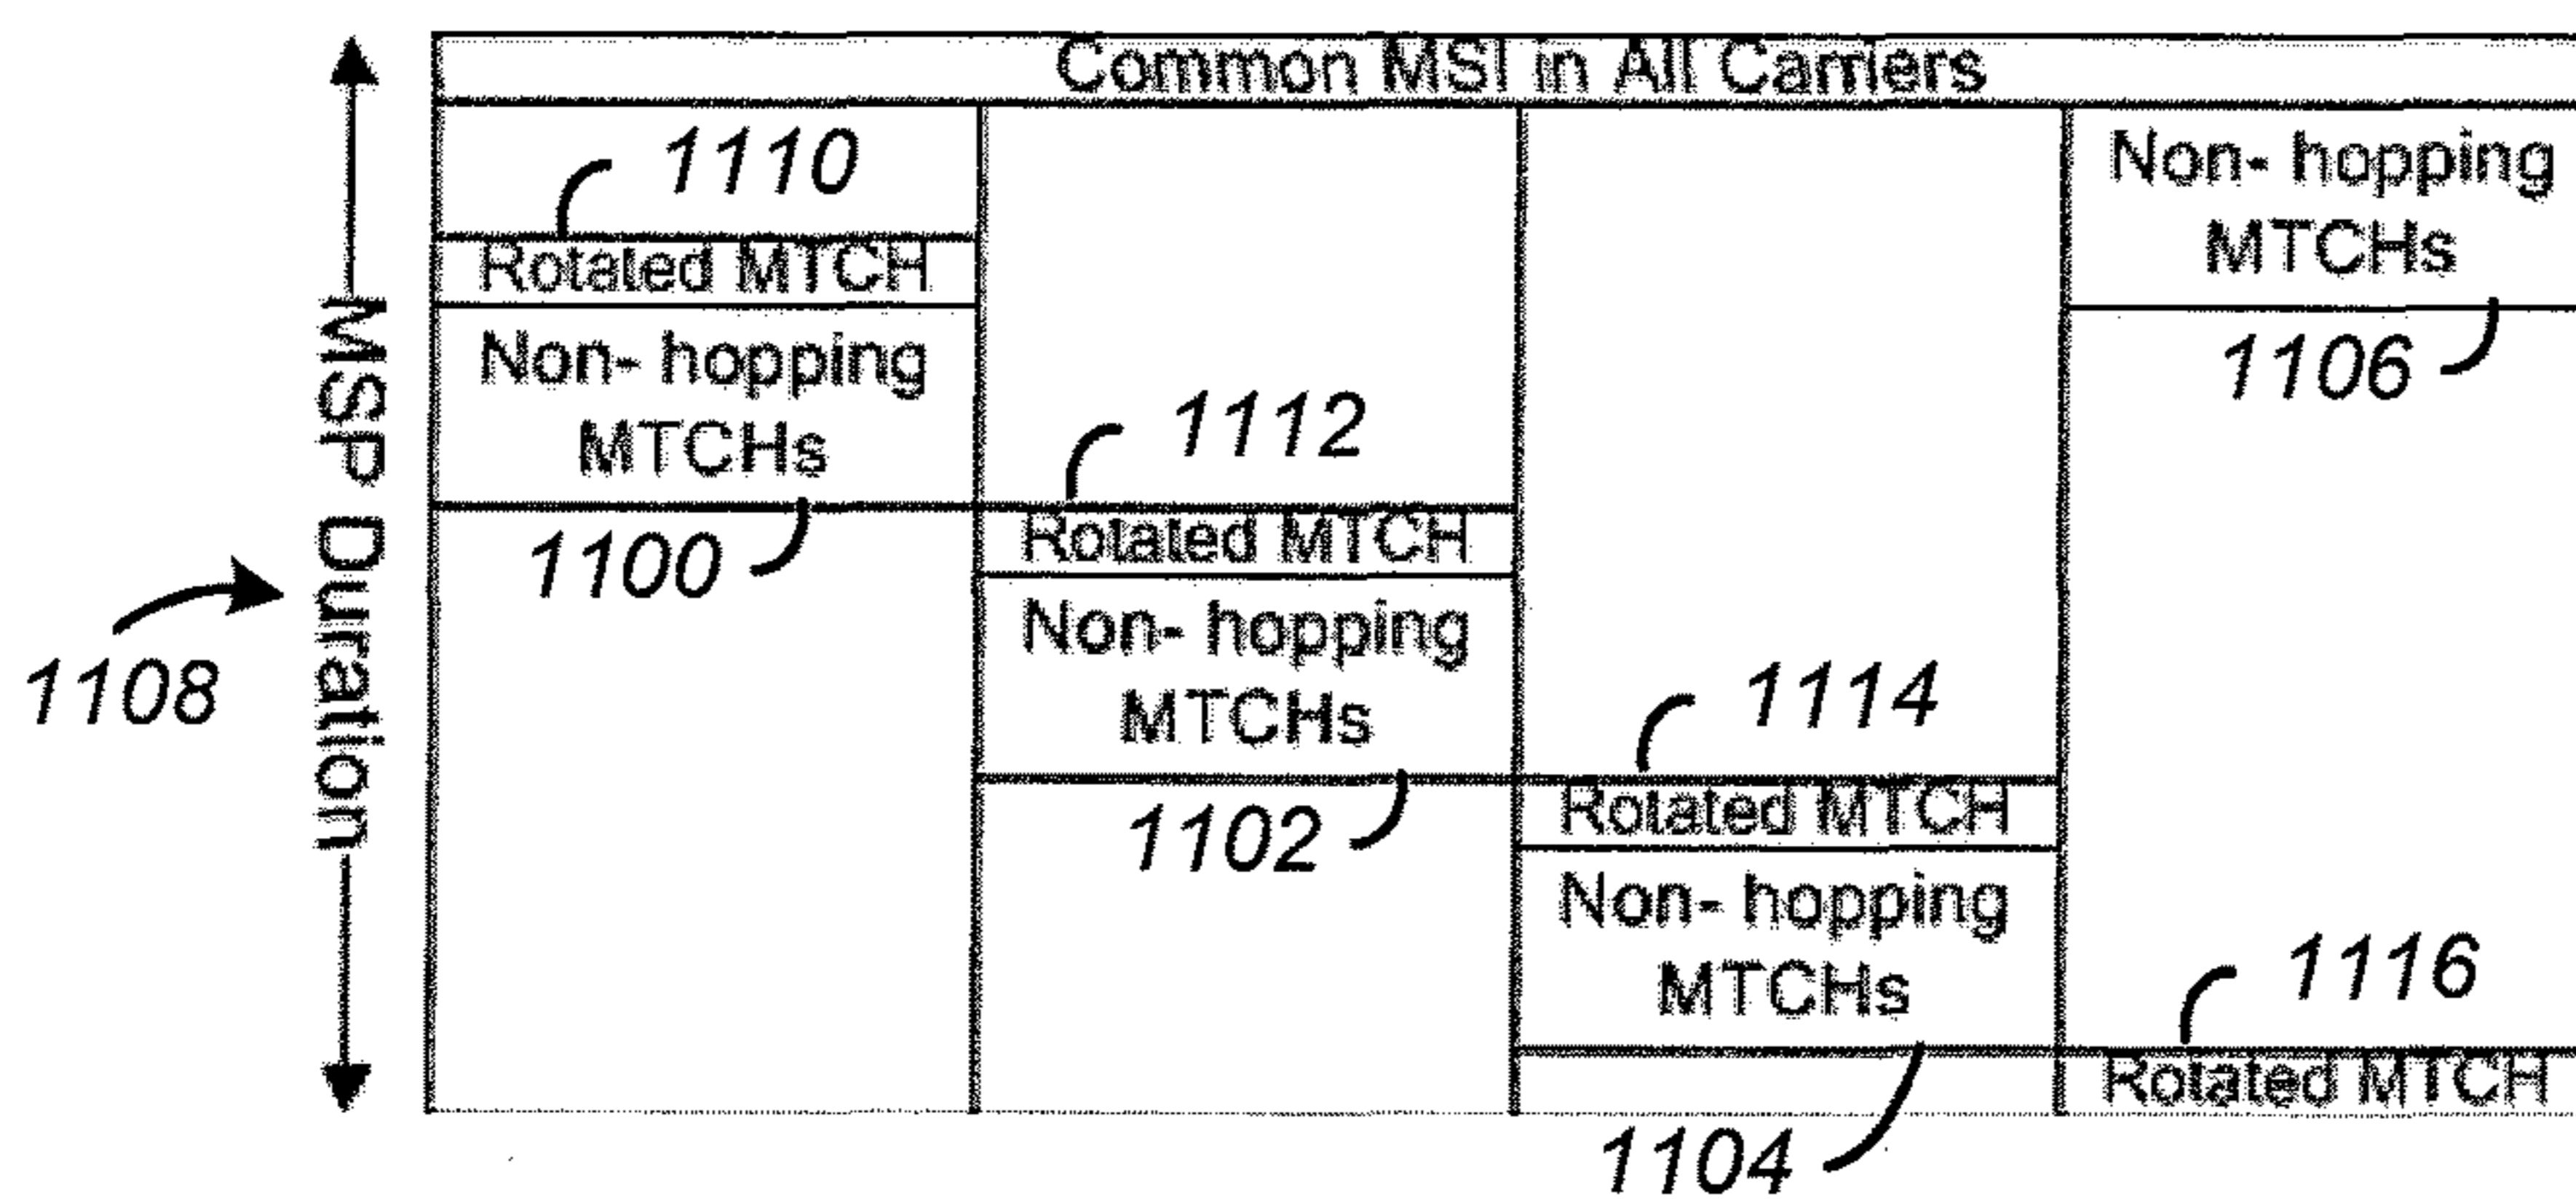 Common MSI in All Carriers
1110
Rotated MTCH
Non- hopping
MTCHs
1100
1112
Rotated MTCH
Non- hopping
MTCHs
1102
1114
Rotated MTCH
Non- hopping
MTCHs
1104
Non- hopping
MTCHs
1106
1116
Rotated MTCH
MSP Duration
1108